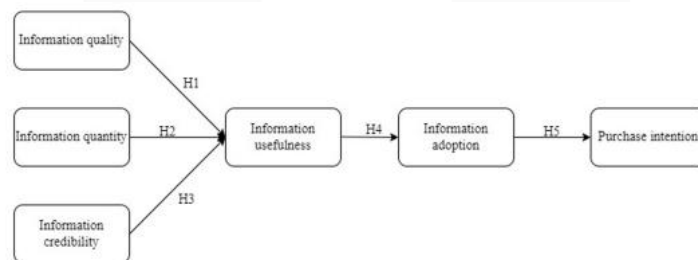 Information quality
H1
Information quantity
H2
Information
usefulness
H4
Information
adoption
H5
Purchase intention
H3
Information
credibility